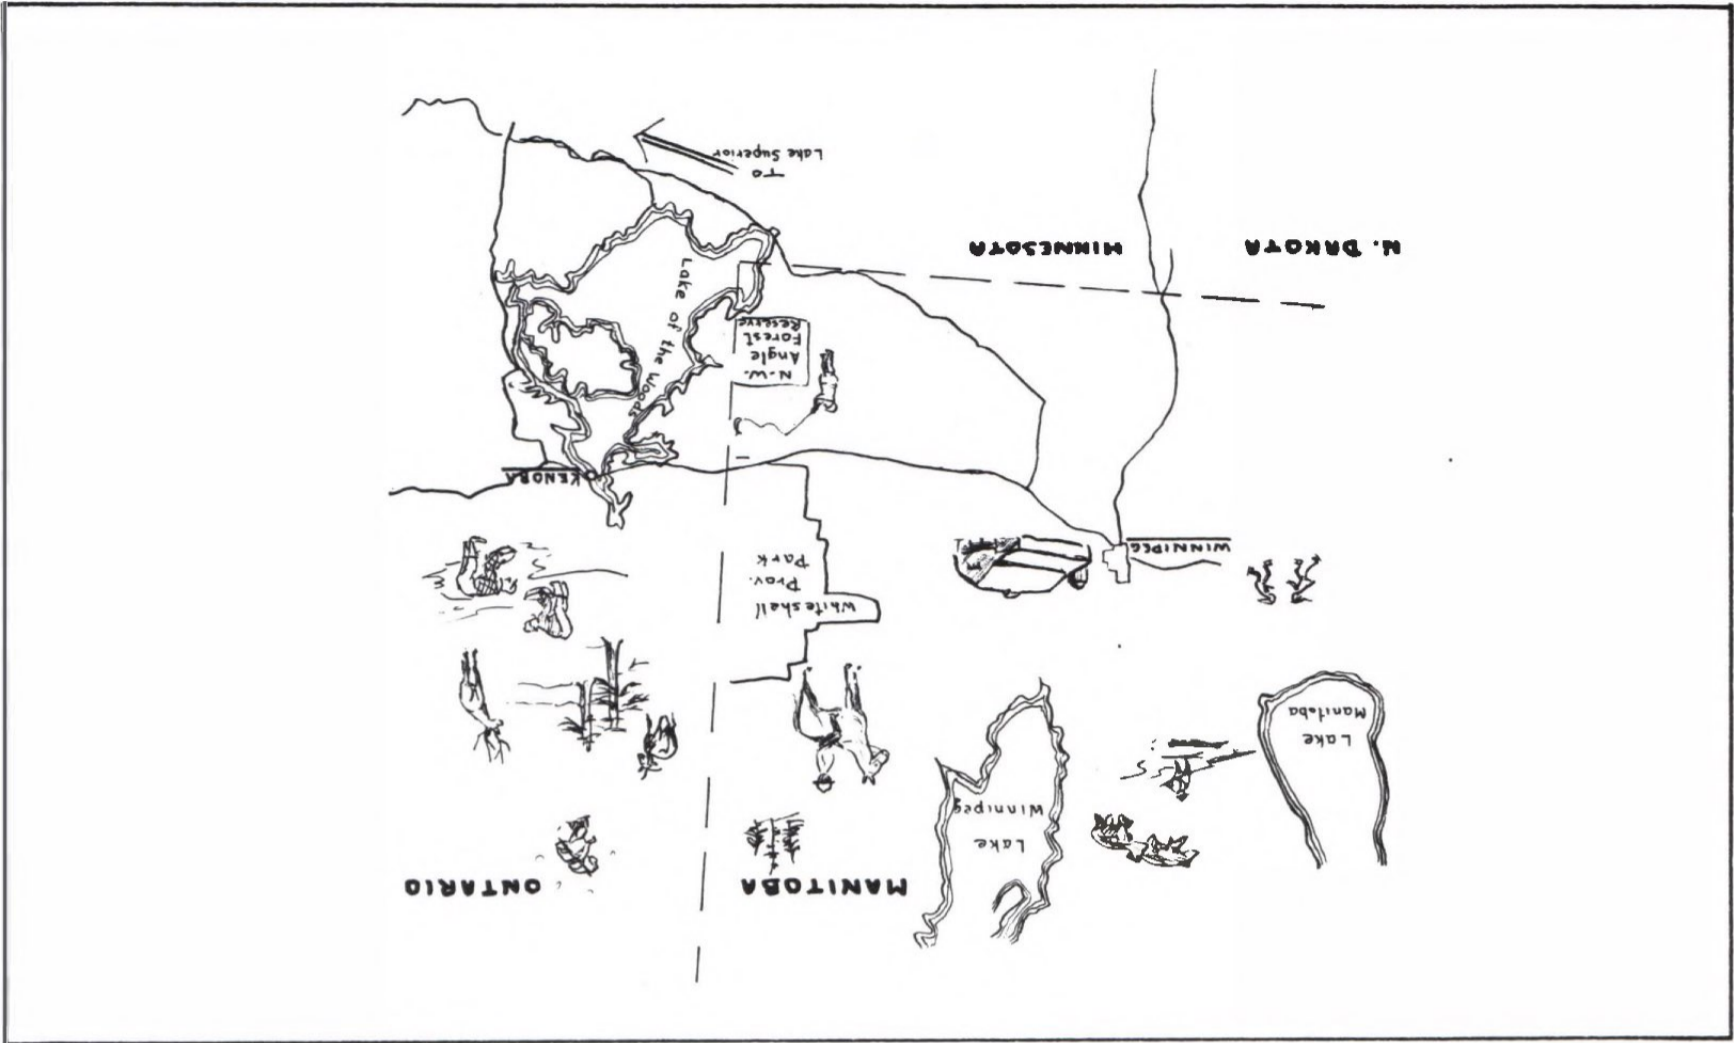 ONTARIO
MANITOBA
Lake
Winnipeg
Lake
Manitoba
Whiteshell
Prov.
Park
WINNIPEG
KENORA
N.W.
Angle
Forest
Reserve
Lake of the Woods
N. DAKOTA
MINNESOTA
TO
Lake Superior